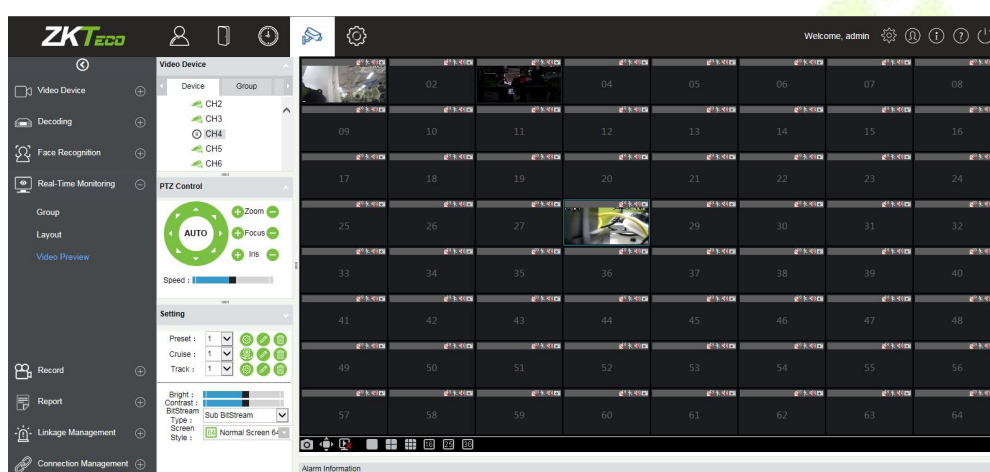 ZKTeco
Welcome, admin
Video Device
Decoding
Face Recognition
Real-Time Monitoring
Group
Layout
Video Preview
Record
Report
Linkage Management
Connection Management
Video Device
Device Group
CH2
CH3
CH4
CH5
CH6
PTZ Control
AUTO
Zoom
Focus
Iris
Speed :
Setting
Preset : 1
Cruise : 1
Track : 1
Bright :
Contrast :
BitStream
Type : Sub BitStream
Screen
Style : 64 Normal Screen 64
02 04 05 06 07 08
09 10 11 12 13 14 15 16
17 18 19 20 21 22 23 24
25 26 27 29 30 31 32
33 34 35 36 37 38 39 40
41 42 43 44 45 46 47 48
49 50 51 52 53 54 55 56
57 58 59 60 61 62 63 64
16 25 36
Alarm Information